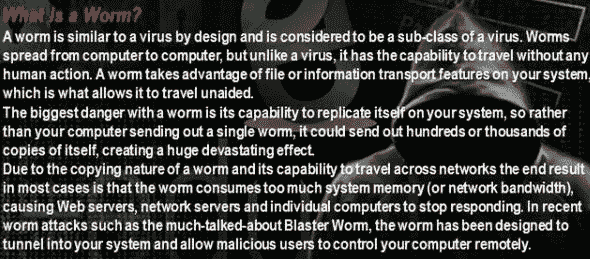 What is a Worm?
A worm is similar to a virus by design and is considered to be a sub-class of a virus. Worms
spread from computer to computer, but unlike a virus, it has the capability to travel without any
human action. A worm takes advantage of file or information transport features on your system,
which is what allows it to travel unaided.
The biggest danger with a worm is its capability to replicate itself on your system, so rather
than your computer sending out a single worm, it could send out hundreds or thousands of
copies of itself, creating a huge devastating effect.
Due to the copying nature of a worm and its capability to travel across networks the end result
in most cases is that the worm consumes too much system memory (or network bandwidth),
causing Web servers, network servers and individual computers to stop responding. In recent
worm attacks such as the much-talked-about Blaster Worm, the worm has been designed to
tunnel into your system and allow malicious users to control your computer remotely.